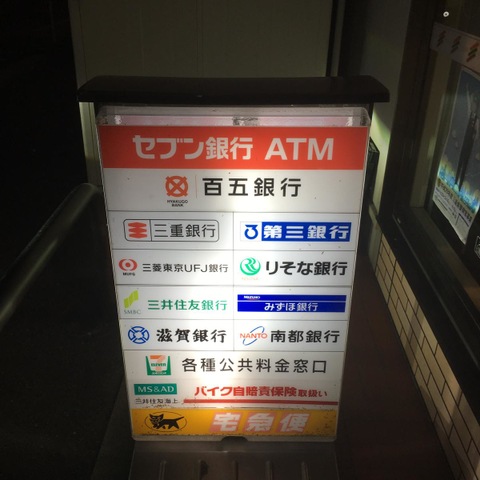 セブン銀行 ATM
HYAKUGO BANK 百五銀行
三重銀行 第三銀行
MUFG 三菱東京UFJ銀行 りそな銀行
SMBC 三井住友銀行 MIZUHO みずほ銀行
滋賀銀行 NANTO 南都銀行
7 ELEVEN 各種公共料金窓口
MS&AD バイク自賠責保険取扱い
三井住友海上
宅急便